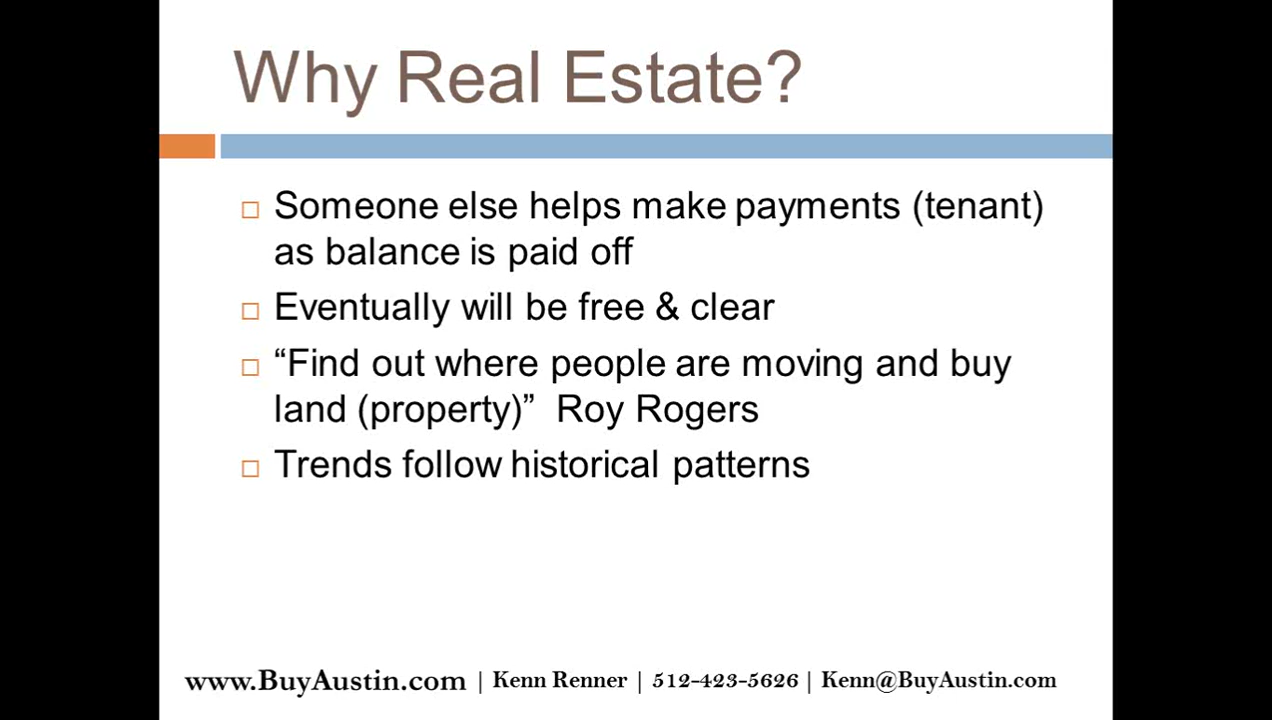 Why Real Estate?
Someone else helps make payments (tenant)
as balance is paid off
Eventually will be free & clear
“Find out where people are moving and buy
land (property)”  Roy Rogers
Trends follow historical patterns
www.BuyAustin.com | Kenn Renner | 512-423-5626 | Kenn@BuyAustin.com